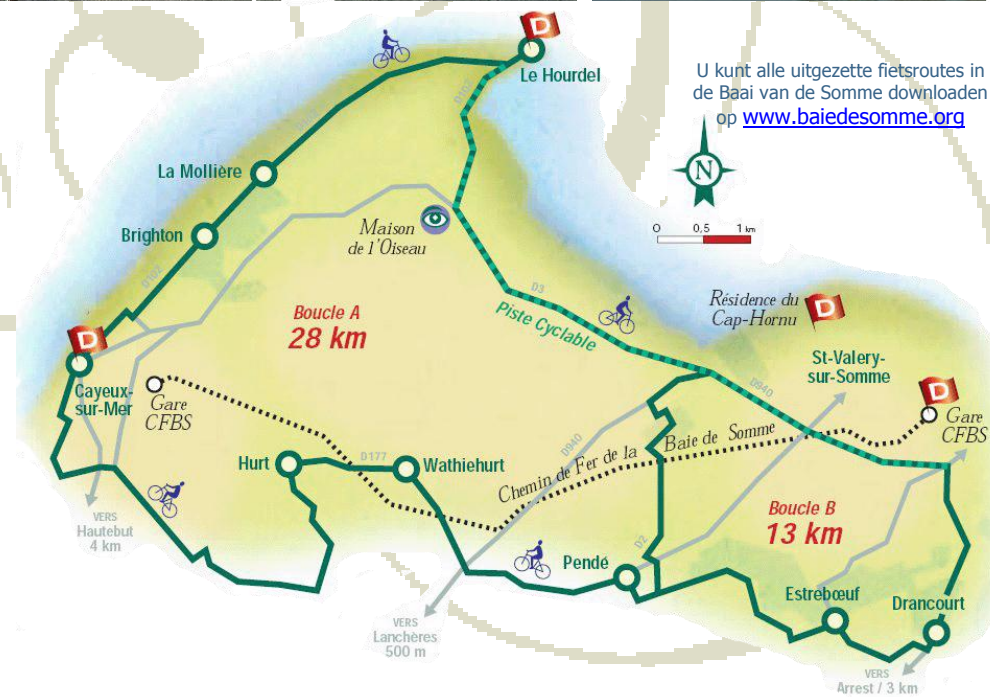 D
Le Hourdel
U kunt alle uitgezette fietsroutes in
de Baai van de Somme downloaden
op www.baiedesomme.org
D102
La Mollière
N
0 0,5 1 km
Brighton
Maison
de l'Oiseau
D102
D3
Piste Cyclable
Boucle A
28 km
Résidence du
Cap-Hornu
D
D
Cayeux-
sur-Mer
Gare
CFBS
St-Valery-
sur-Somme
D940
D
Gare
CFBS
Hurt
D177
Wathiehurt
D940
Chemin de Fer de la Baie de Somme
VERS
Hautebut
4 km
Boucle B
13 km
D2
Pendé
Estrebœuf
Drancourt
VERS
Lanchères
500 m
VERS
Arrest / 3 km